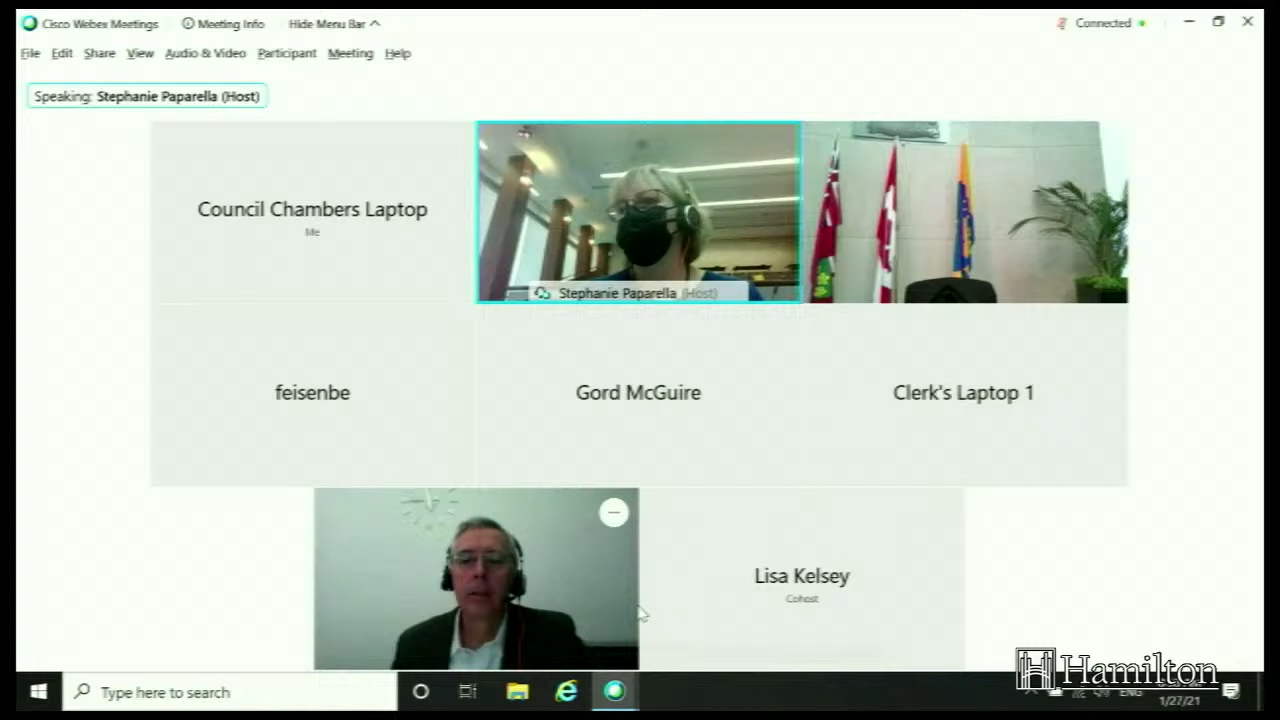 Cisco Webex Meetings
Meeting Info
Hide Menu Bar
Connected
File Edit Share View Audio & Video Participant Meeting Help
Speaking: Stephanie Paparella (Host)
Council Chambers Laptop
Me
Stephanie Paparella (Host)
feisenbe
Gord McGuire
Clerk's Laptop 1
Lisa Kelsey
Cohost
Hamilton
Type here to search
ENG
1/27/21